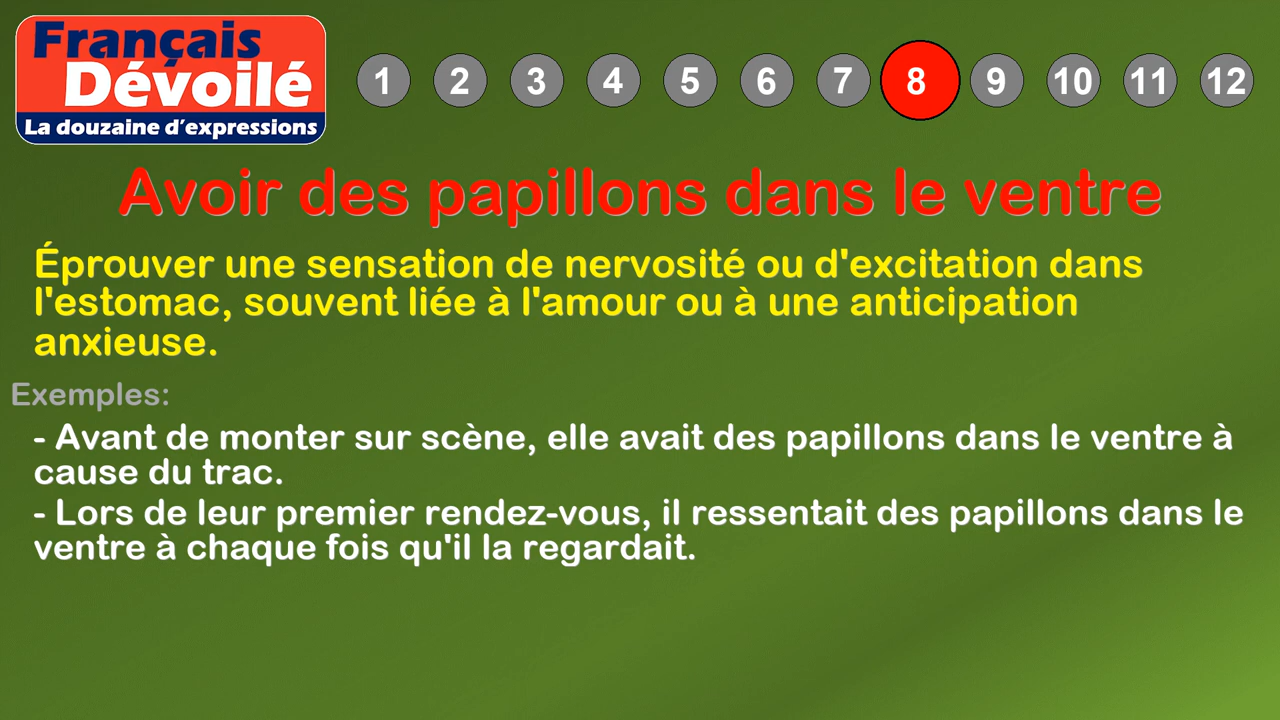 Français
Dévoilé
La douzaine d'expressions
1 2 3 4 5 6 7 8 9 10 11 12
Avoir des papillons dans le ventre
Éprouver une sensation de nervosité ou d'excitation dans
l'estomac, souvent liée à l'amour ou à une anticipation
anxieuse.
Exemples:
- Avant de monter sur scène, elle avait des papillons dans le ventre à
cause du trac.
- Lors de leur premier rendez-vous, il ressentait des papillons dans le
ventre à chaque fois qu'il la regardait.